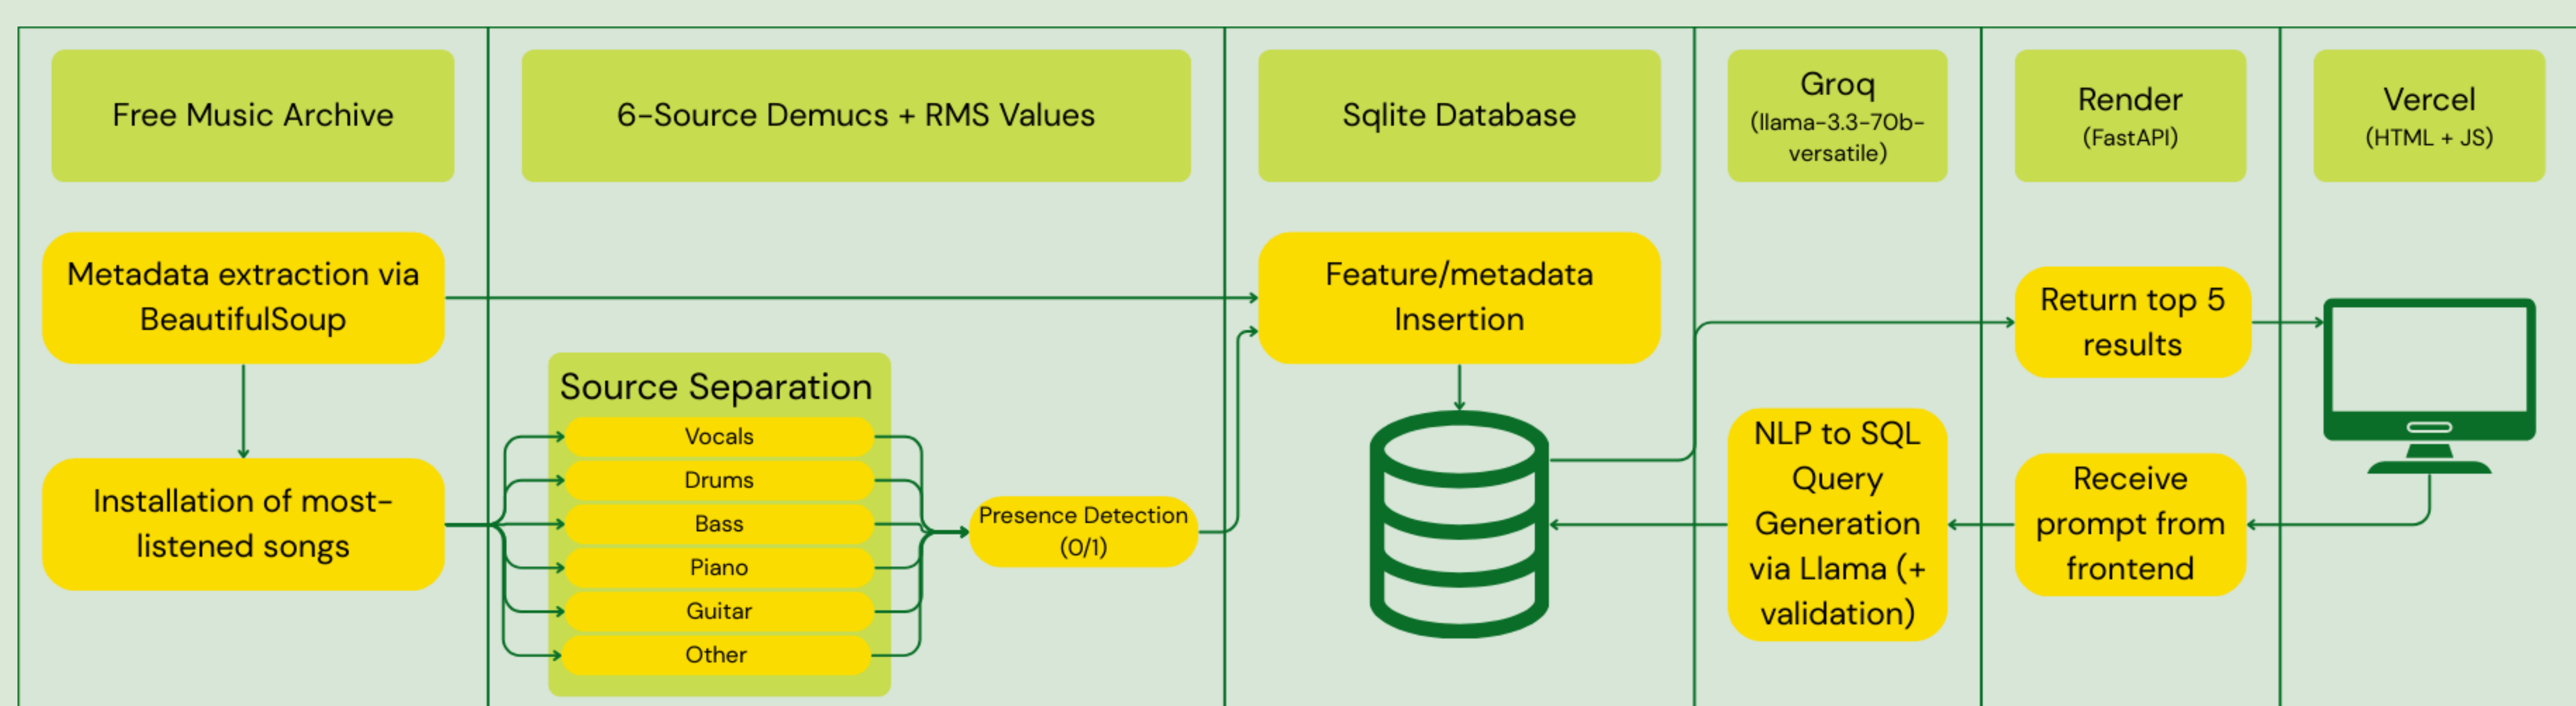 Free Music Archive
6-Source Demucs + RMS Values
Sqlite Database
Groq
(llama-3.3-70b-
versatile)
Render
(FastAPI)
Vercel
(HTML + JS)
Metadata extraction via
BeautifulSoup
Installation of most-
listened songs
Source Separation
Vocals
Drums
Bass
Piano
Guitar
Other
Presence Detection
(0/1)
Feature/metadata
Insertion
NLP to SQL
Query
Generation
via Llama (+
validation)
Return top 5
results
Receive
prompt from
frontend